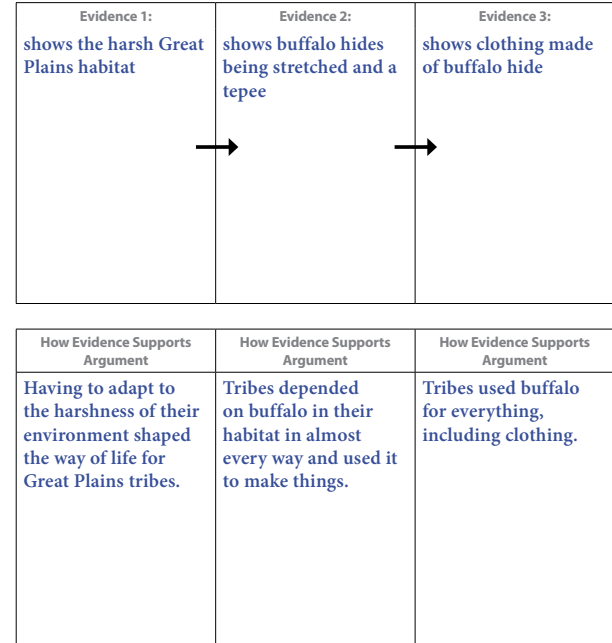 Evidence 1:
shows the harsh Great
Plains habitat
Evidence 2:
shows buffalo hides
being stretched and a
tepee
Evidence 3:
shows clothing made
of buffalo hide
How Evidence Supports
Argument
Having to adapt to
the harshness of their
environment shaped
the way of life for
Great Plains tribes.
How Evidence Supports
Argument
Tribes depended
on buffalo in their
habitat in almost
every way and used it
to make things.
How Evidence Supports
Argument
Tribes used buffalo
for everything,
including clothing.